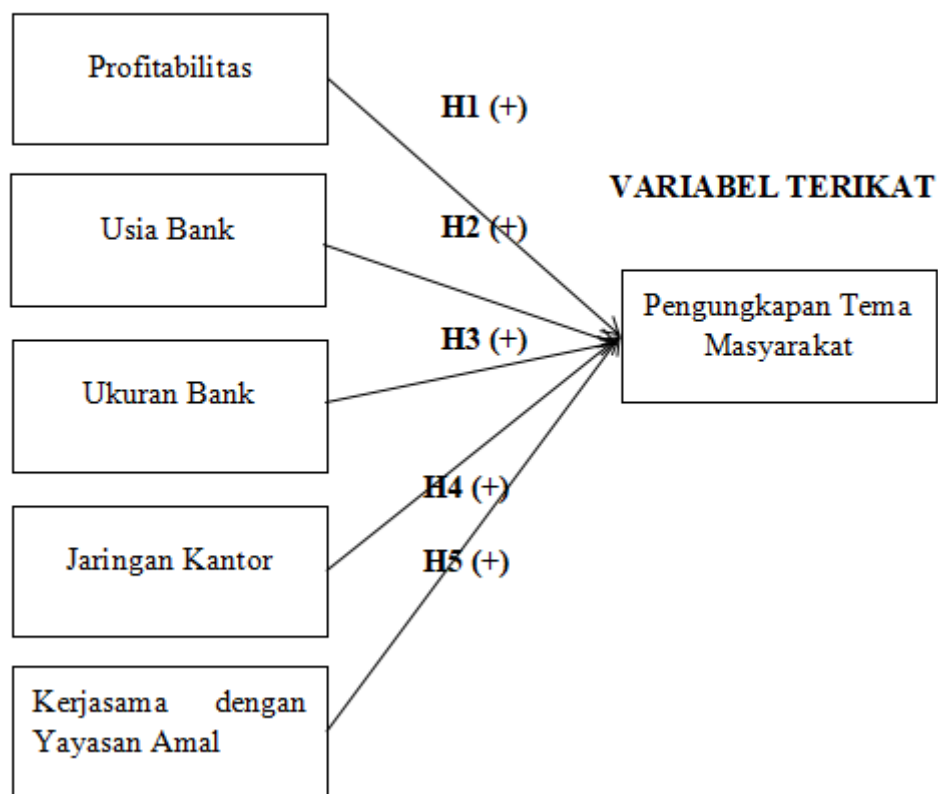 Profitabilitas
H1 (+)
VARIABEL TERIKAT
Usia Bank
H2 (+)
Pengungkapan Tema
Masyarakat
H3 (+)
Ukuran Bank
H4 (+)
Jaringan Kantor
H5 (+)
Kerjasama dengan
Yayasan Amal